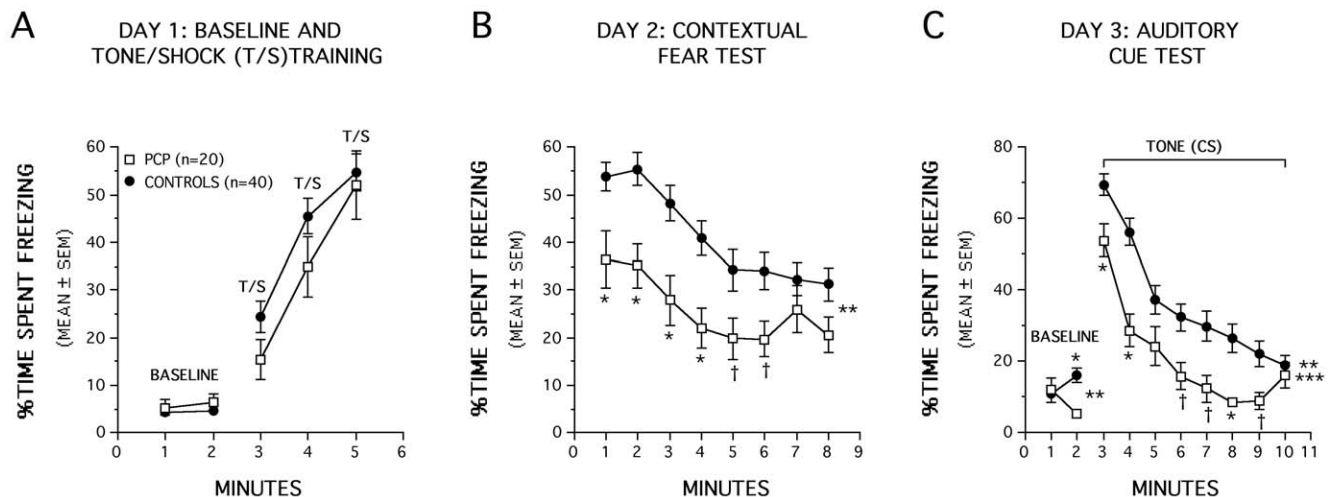 A
DAY 1: BASELINE AND
TONE/SHOCK (T/S)TRAINING
%TIME SPENT FREEZING
(MEAN ± SEM)
60
50
40
30
20
10
0
PCP (n=20)
CONTROLS (n=40)
BASELINE
T/S
T/S
T/S
0 1 2 3 4 5 6
MINUTES
B
DAY 2: CONTEXTUAL
FEAR TEST
%TIME SPENT FREEZING
(MEAN ± SEM)
60
50
40
30
20
10
0
* * * * † †
**
0 1 2 3 4 5 6 7 8 9
MINUTES
C
DAY 3: AUDITORY
CUE TEST
%TIME SPENT FREEZING
(MEAN ± SEM)
80
60
40
20
0
TONE (CS)
BASELINE
*
**
* * † † * †
**
***
0 1 2 3 4 5 6 7 8 9 10 11
MINUTES